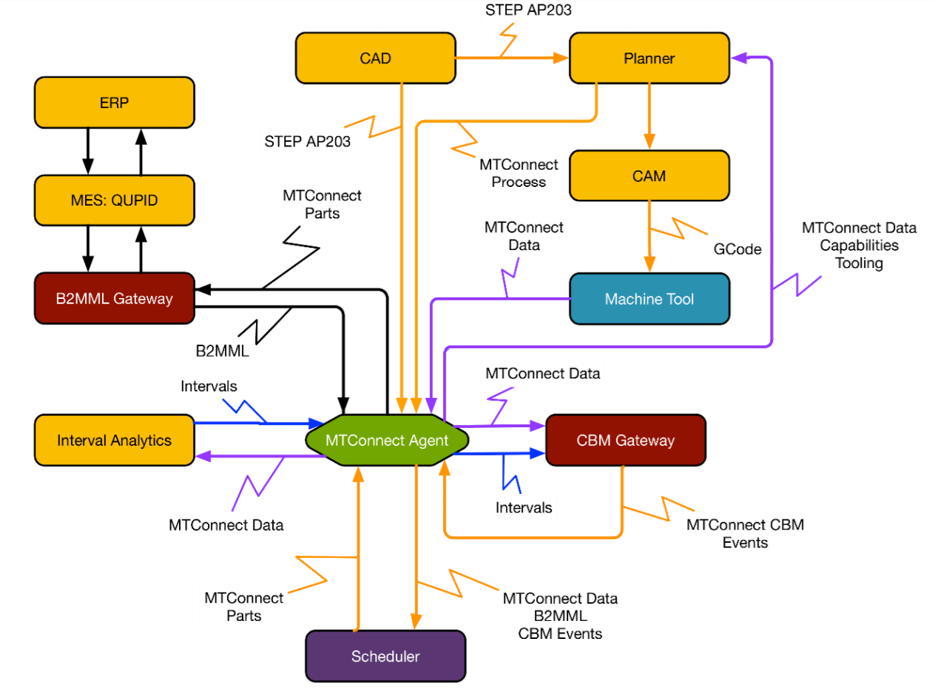 STEP AP203
CAD
Planner
ERP
STEP AP203
MTConnect
Process
CAM
MES: QUPID
MTConnect
Parts
MTConnect
Data
GCode
MTConnect Data
Capabilities
Tooling
B2MML Gateway
Machine Tool
B2MML
Intervals
MTConnect Data
Interval Analytics
MTConnect Agent
CBM Gateway
MTConnect Data
Intervals
MTConnect CBM
Events
MTConnect
Parts
MTConnect Data
B2MML
CBM Events
Scheduler